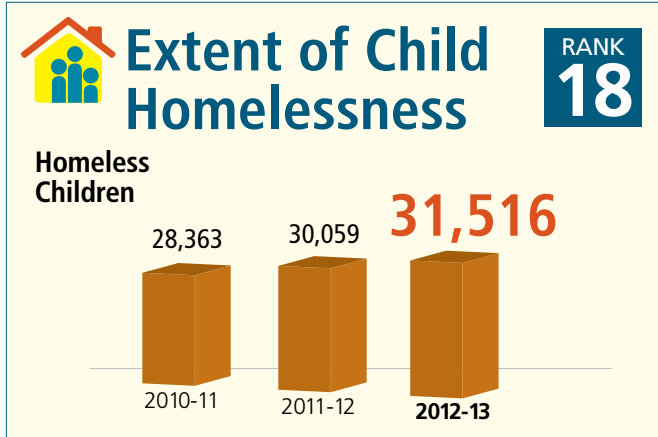 Extent of Child
Homelessness
RANK
18
Homeless
Children
28,363
30,059
31,516
2010-11
2011-12
2012-13